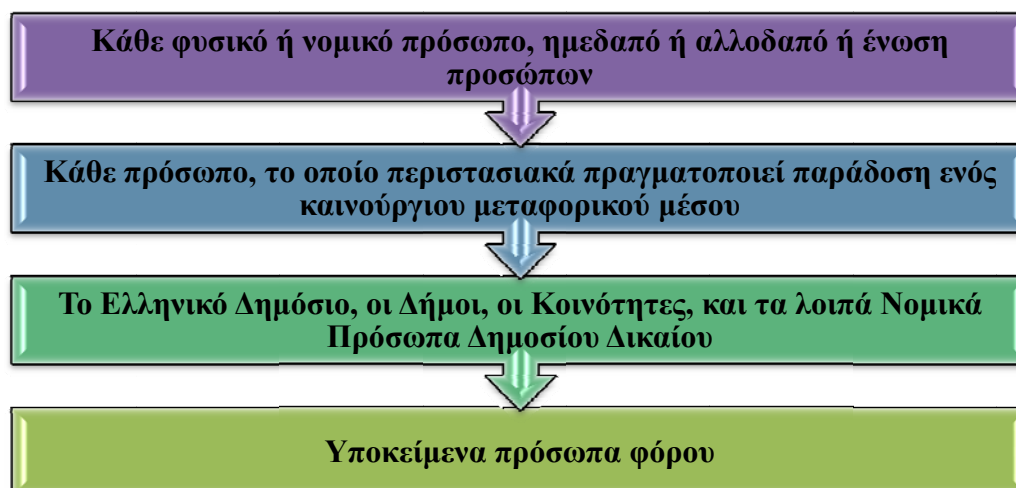 Κάθε φυσικό ή νομικό πρόσωπο, ημεδαπό ή αλλοδαπό ή ένωση
προσώπων
Κάθε πρόσωπο, το οποίο περιστασιακά πραγματοποιεί παράδοση ενός
καινούργιου μεταφορικού μέσου
Το Ελληνικό Δημόσιο, οι Δήμοι, οι Κοινότητες, και τα λοιπά Νομικά
Πρόσωπα Δημοσίου Δικαίου
Υποκείμενα πρόσωπα φόρου